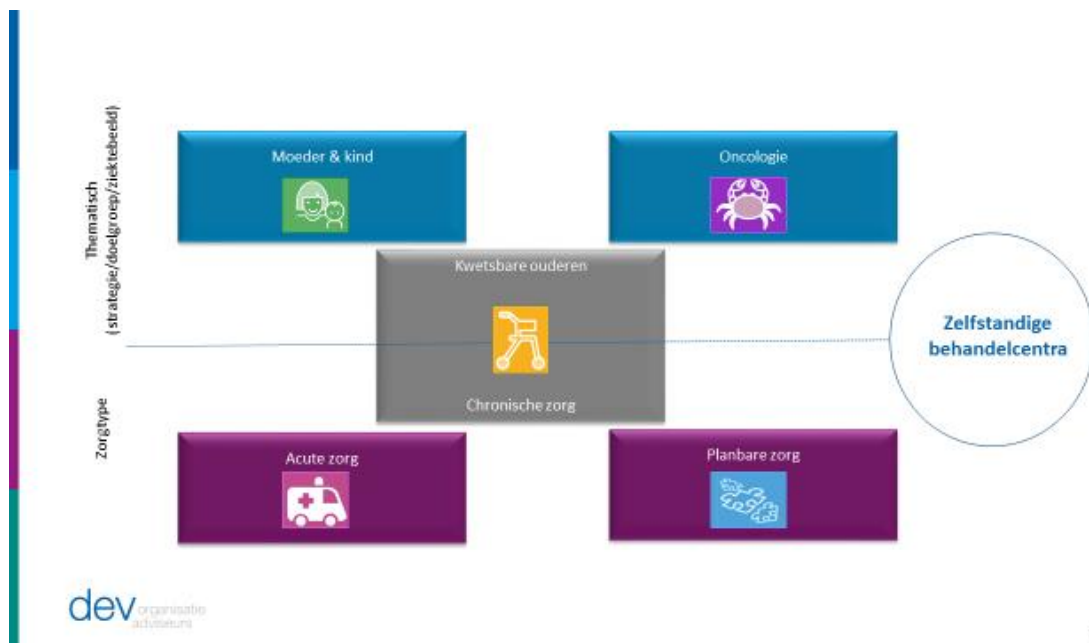 Thematisch
(strategie/doelgroep/ziektebeeld)
Moeder & kind
Oncologie
Kwetsbare ouderen
Zelfstandige
behandelcentra
Chronische zorg
Zorgtype
Acute zorg
Planbare zorg
dev organisatie
adviseurs